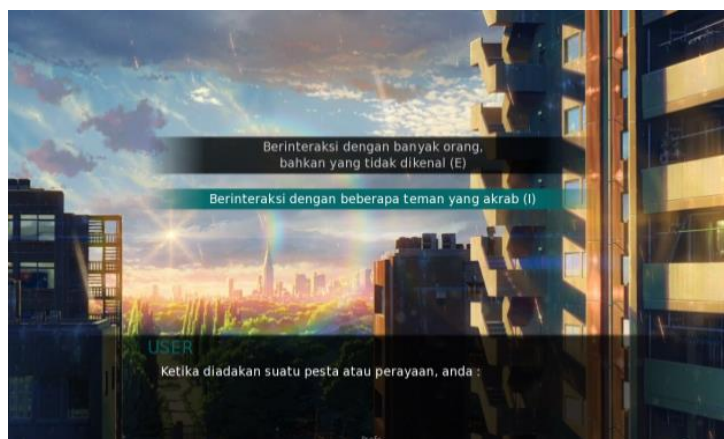 Berinteraksi dengan banyak orang,
bahkan yang tidak dikenal (E)
Berinteraksi dengan beberapa teman yang akrab (I)
USER
Ketika diadakan suatu pesta atau perayaan, anda :